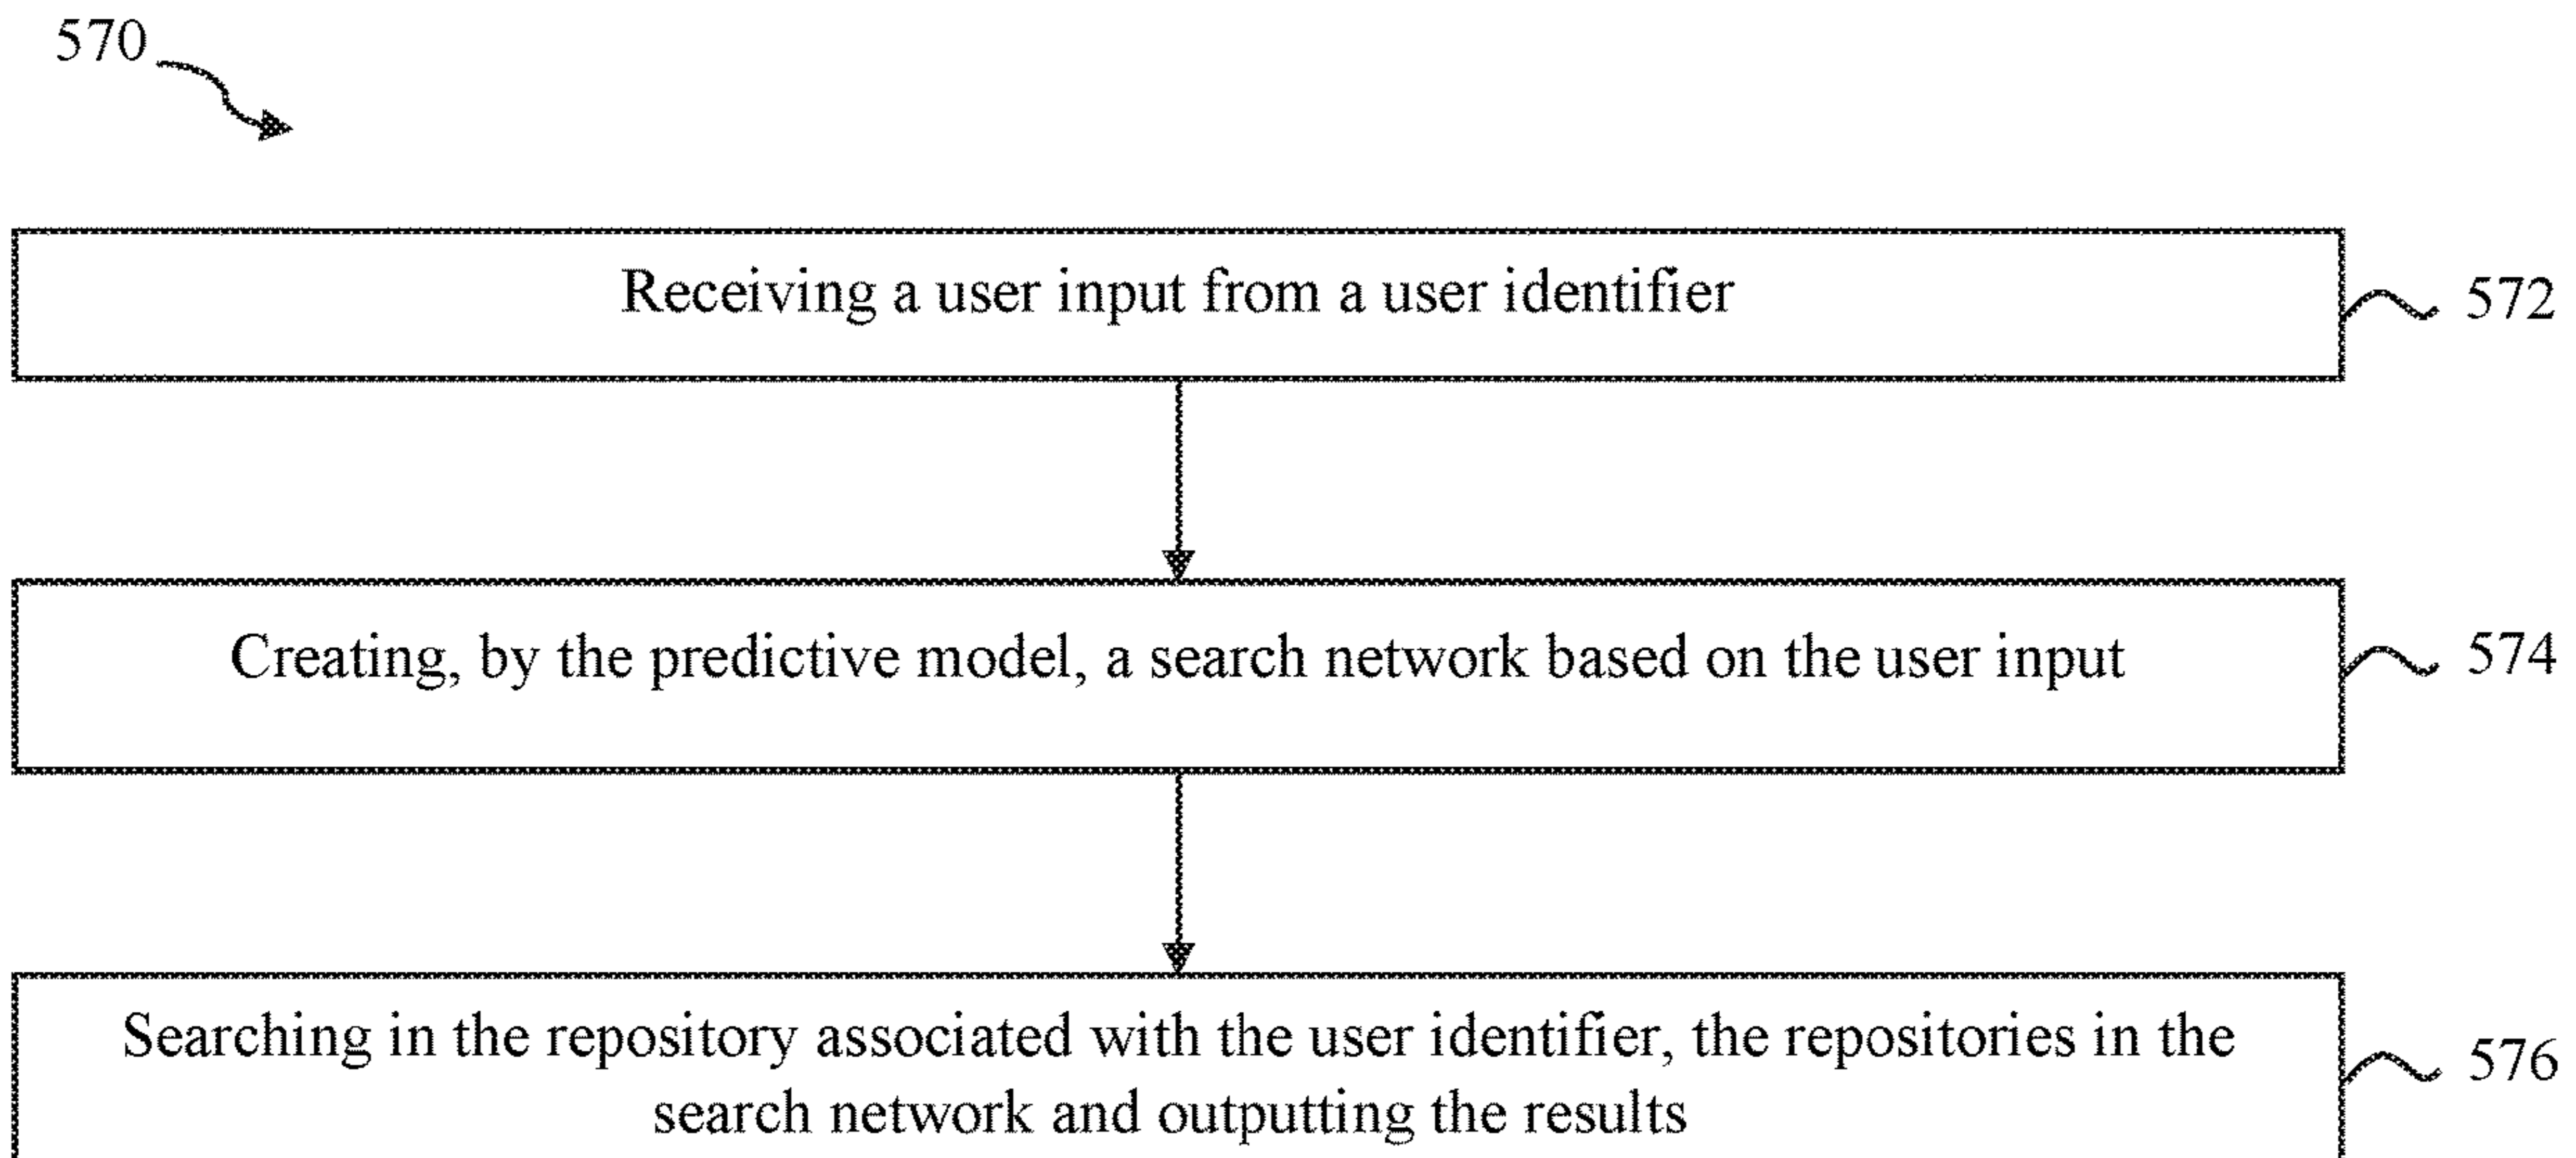 570
Receiving a user input from a user identifier
572
Creating, by the predictive model, a search network based on the user input
574
Searching in the repository associated with the user identifier, the repositories in the
search network and outputting the results
576